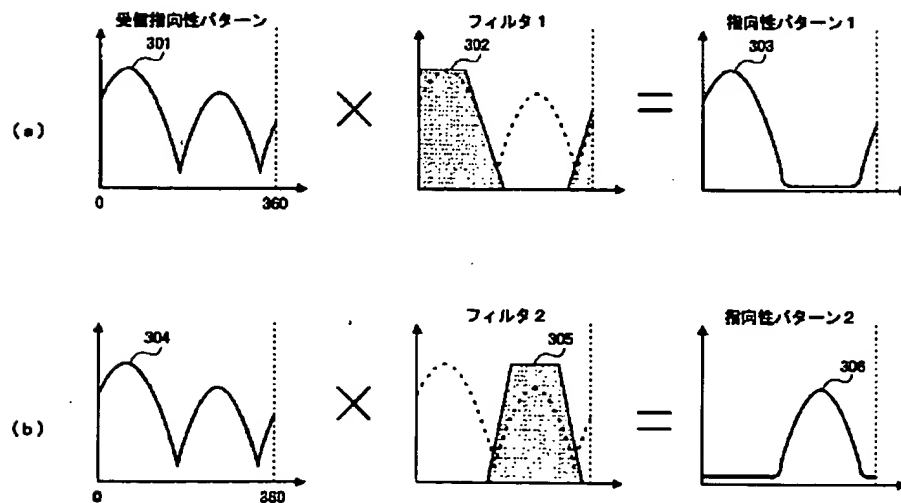 受信指向性パターン
フィルタ1
指向性パターン1
301
302
303
(a)
×
=
0
360
フィルタ2
指向性パターン2
304
305
306
(b)
×
=
0
360